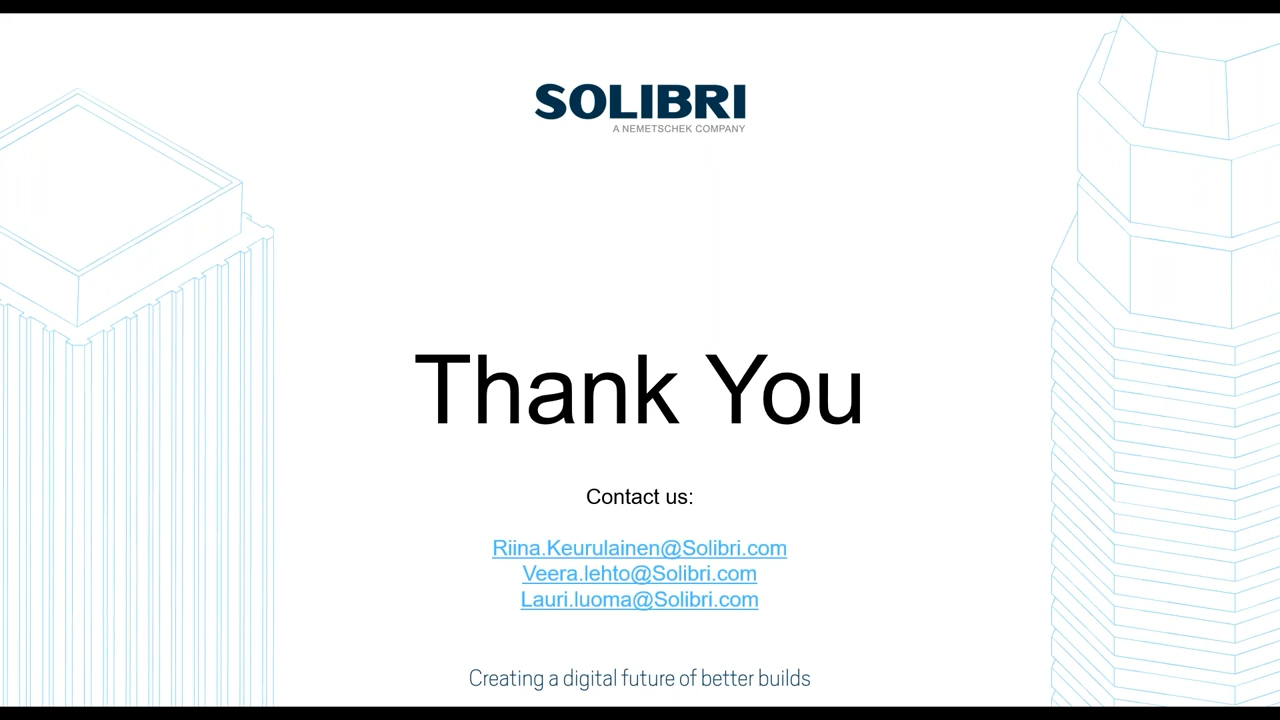 SOLIBRI
A NEMETSCHEK COMPANY
Thank You
Contact us:
Riina.Keurulainen@Solibri.com
Veera.lehto@Solibri.com
Lauri.luoma@Solibri.com
Creating a digital future of better builds